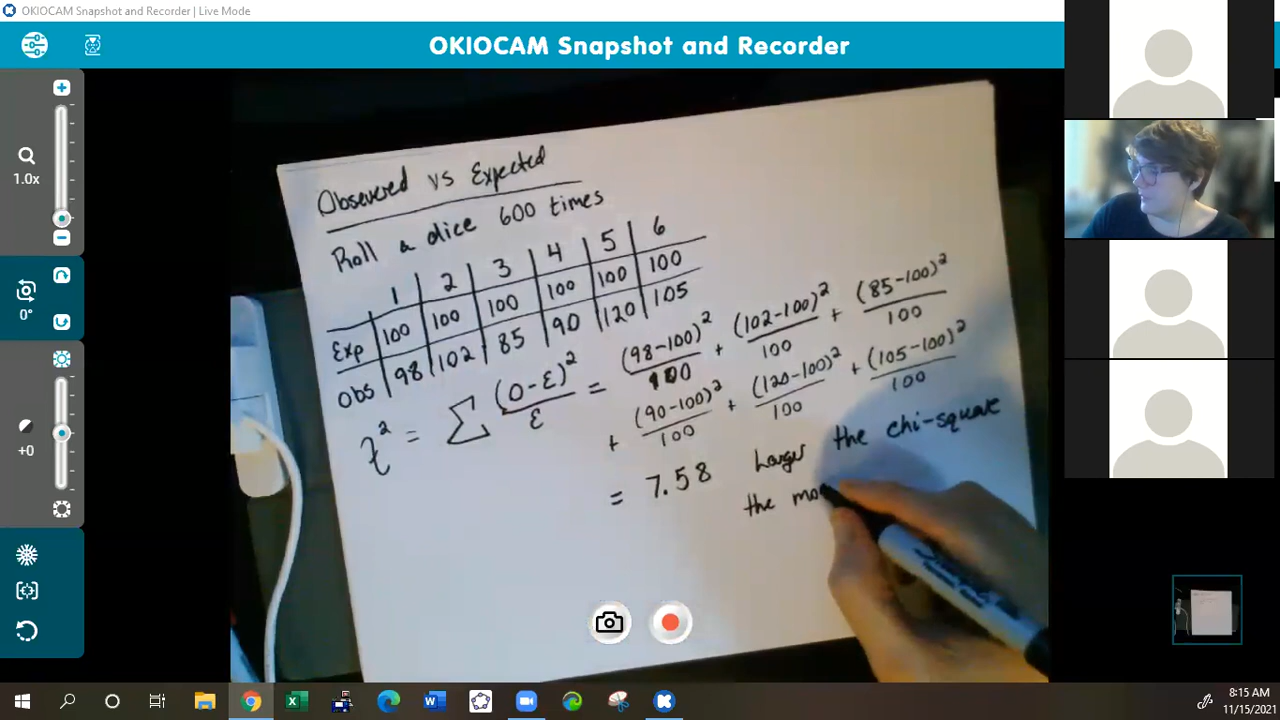 OKIOCAM Snapshot and Recorder | Live Mode
OKIOCAM Snapshot and Recorder
1.0x
0°
+0
Obsevered vs Expected
Roll a dice 600 times
1 2 3 4 5 6
Exp 100 100 100 100 100 100
Obs 98 102 85 90 120 105
χ² = Σ (O-E)²/E = (98-100)²/100 + (102-100)²/100 + (85-100)²/100
+ (90-100)²/100 + (120-100)²/100 + (105-100)²/100
= 7.58 Larger the chi-square
the mo
8:15 AM
11/15/2021